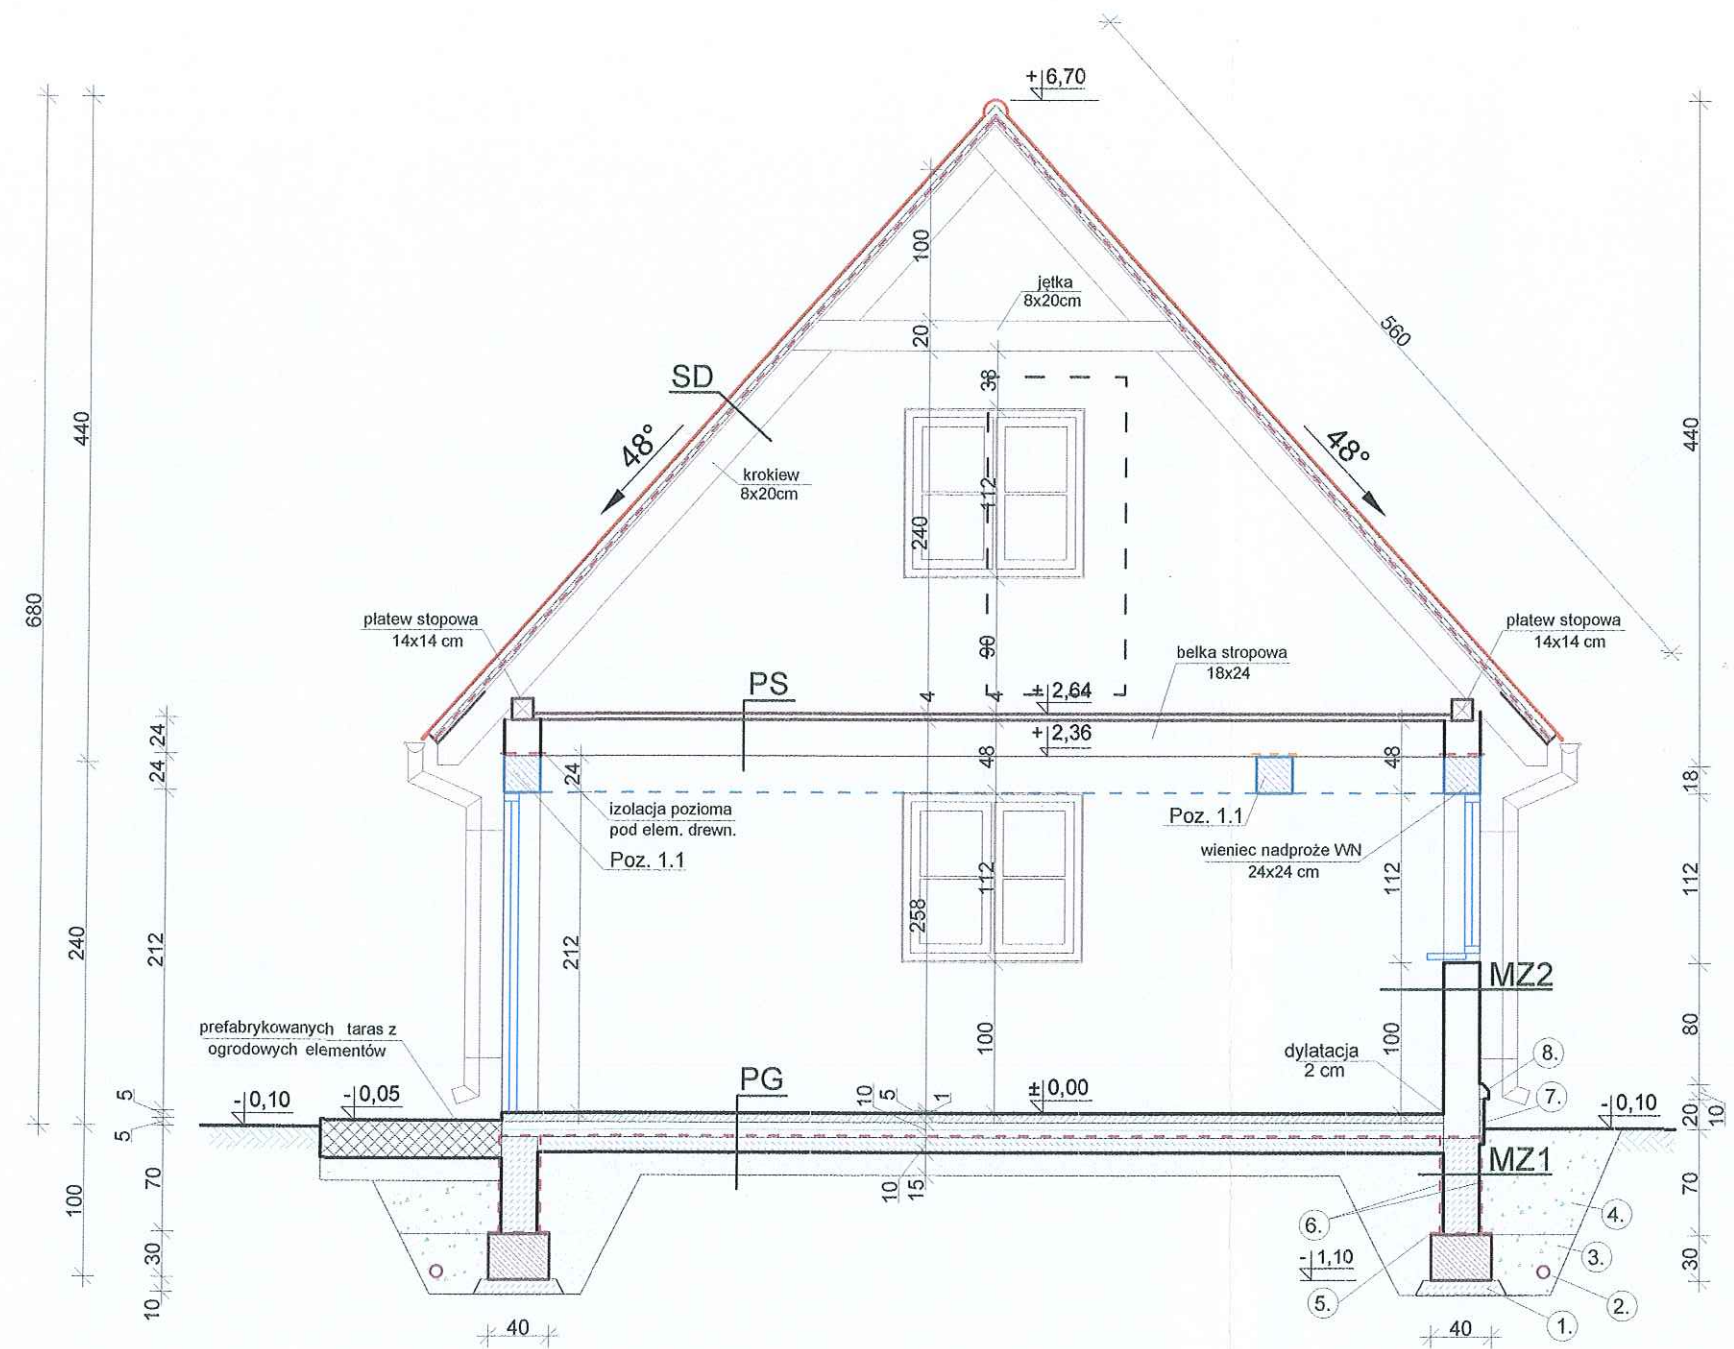 +6,70
560
100
jętka
8x20cm
20
38
SD
48°
48°
440
440
krokiew
8x20cm
112
240
680
90
płatew stopowa
14x14 cm
płatew stopowa
14x14 cm
belka stropowa
18x24
PS
4
4
+2,64
+2,36
24
24
24
48
48
18
izolacja pozioma
pod elem. drewn.
Poz. 1.1
Poz. 1.1
wieniec nadproże WN
24x24 cm
112
112
112
258
240
212
212
MZ2
prefabrykowanych taras z
ogrodowych elementów
100
100
80
dylatacja
2 cm
8.
PG
5
5
10
5
1
±0,00
7.
-0,10
-0,05
-0,10
20
10
MZ1
100
70
10
15
70
6.
4.
30
-1,10
3.
30
5.
2.
10
1.
40
40